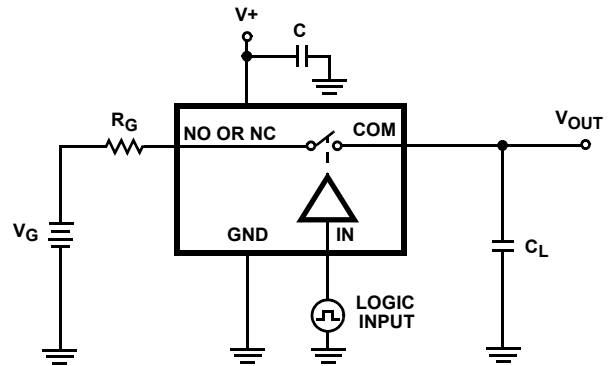 V+
C
RG
NO OR NC
COM
VOUT
VG
GND
IN
CL
LOGIC
INPUT